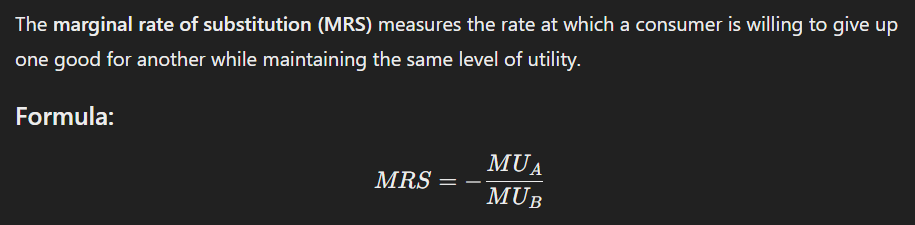 The marginal rate of substitution (MRS) measures the rate at which a consumer is willing to give up
one good for another while maintaining the same level of utility.
Formula:
MRS = -\frac{MU_A}{MU_B}